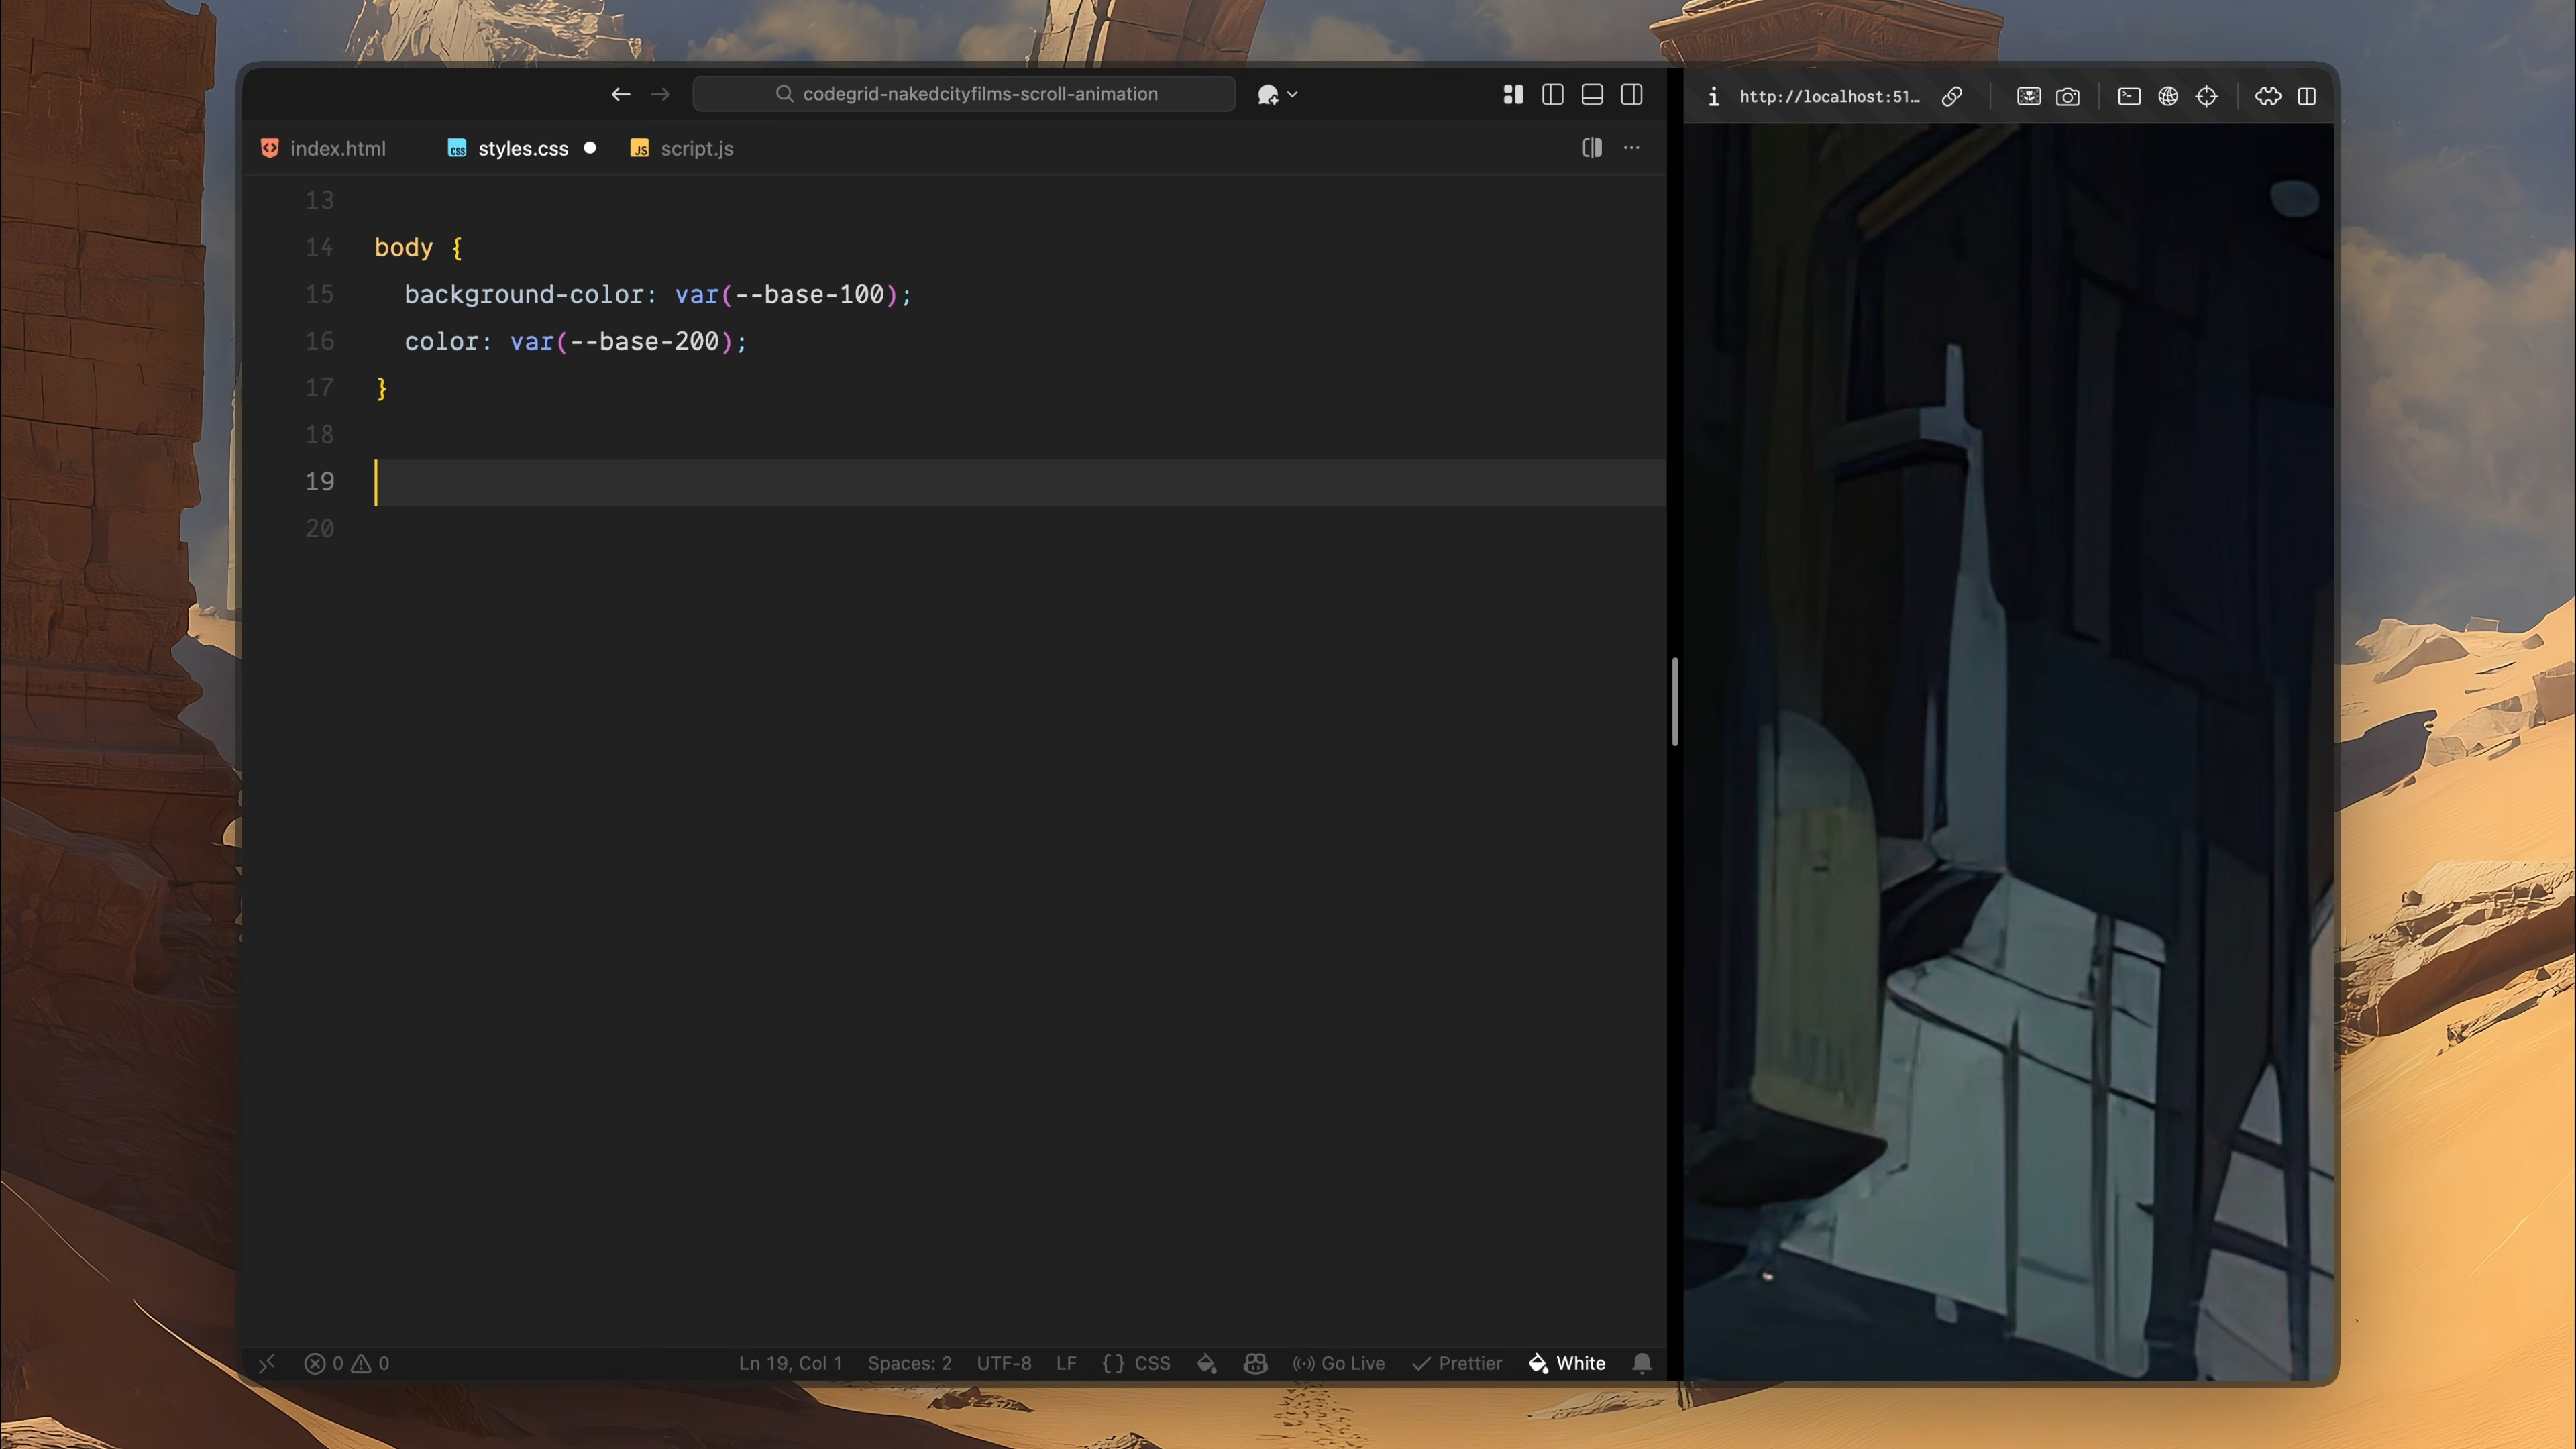 codegrid-nakedcityfilms-scroll-animation
http://localhost:51…
index.html
styles.css
JS script.js
13
14 body {
15 background-color: var(--base-100);
16 color: var(--base-200);
17 }
18
19
20
0 0
Ln 19, Col 1
Spaces: 2
UTF-8
LF
{} CSS
Go Live
Prettier
White